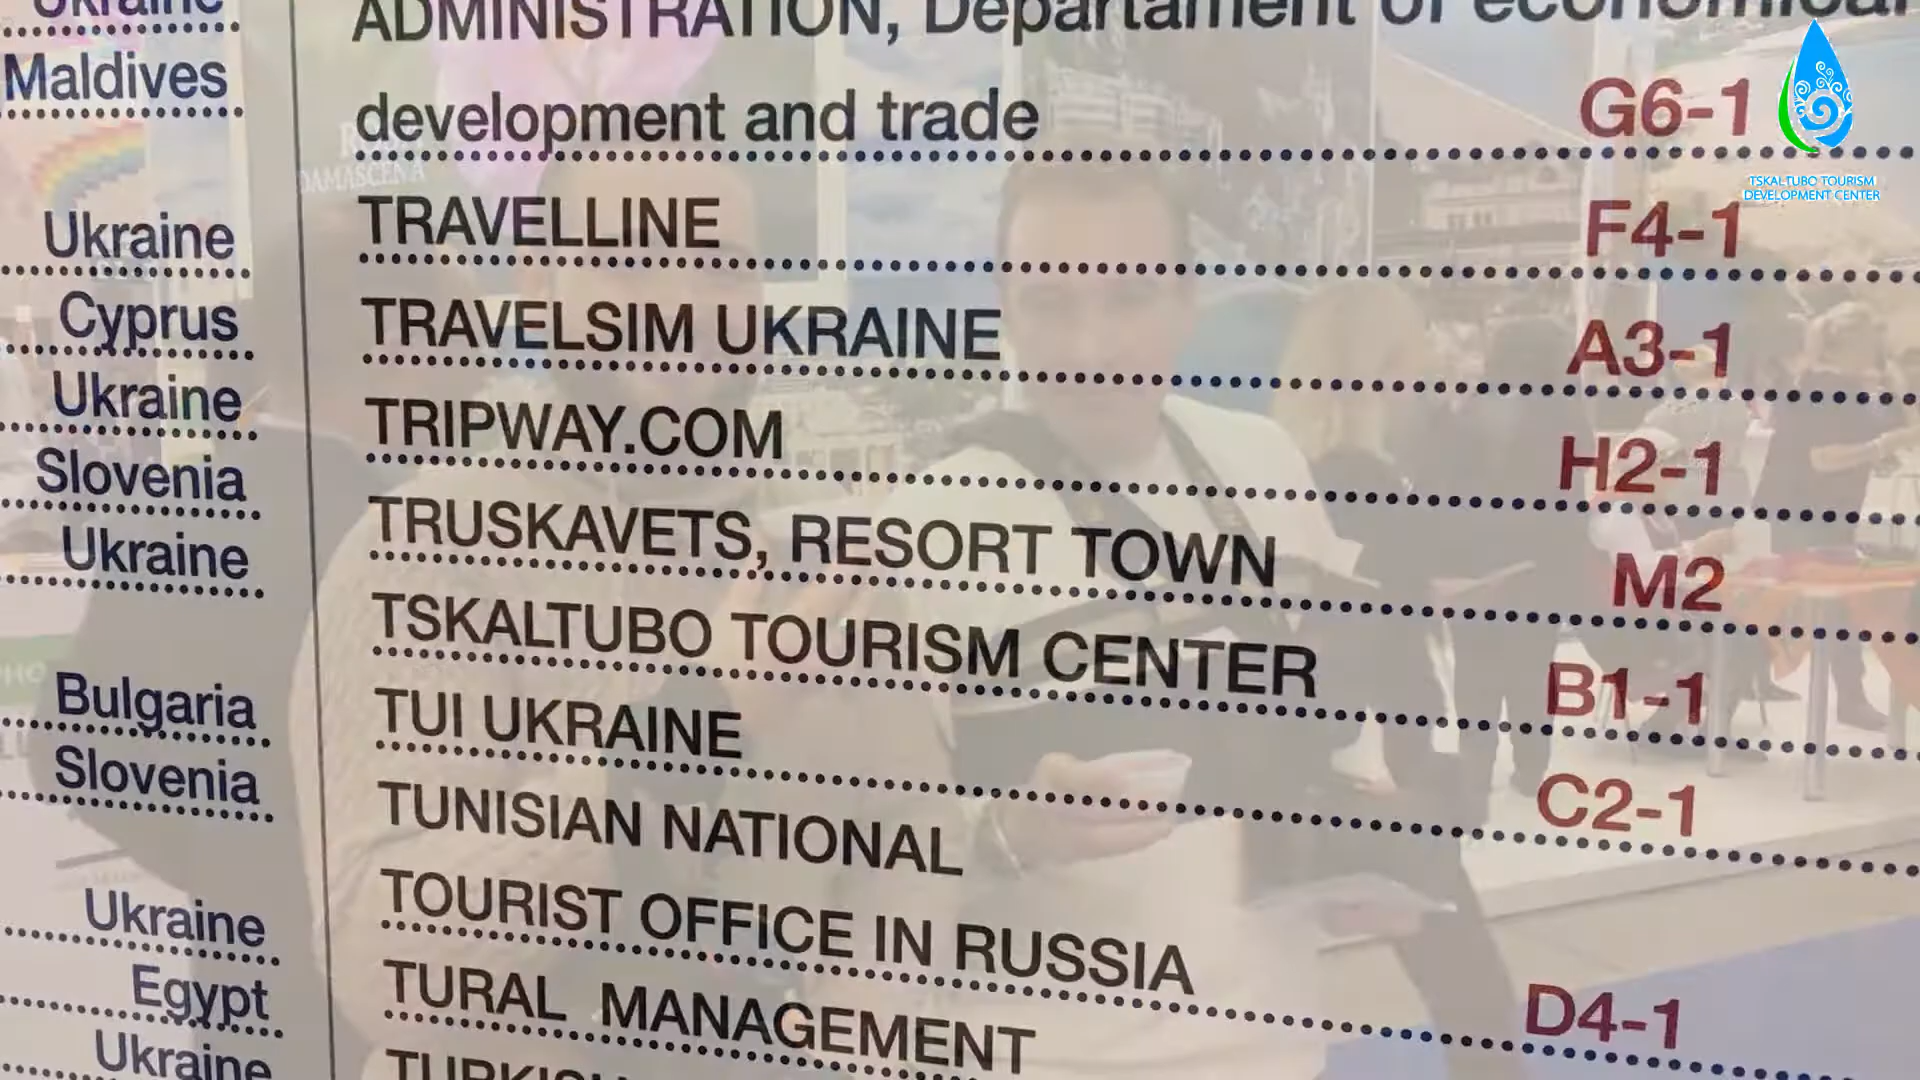 Ukraine
Maldives
Ukraine
Cyprus
Ukraine
Slovenia
Ukraine
Bulgaria
Slovenia
Ukraine
Egypt
Ukraine
ADMINISTRATION, Departament of economical
development and trade G6-1
TRAVELLINE F4-1
TRAVELSIM UKRAINE A3-1
TRIPWAY.COM H2-1
TRUSKAVETS, RESORT TOWN M2
TSKALTUBO TOURISM CENTER B1-1
TUI UKRAINE C2-1
TUNISIAN NATIONAL
TOURIST OFFICE IN RUSSIA D4-1
TURAL MANAGEMENT
DAMASCENA
TSKALTUBO TOURISM
DEVELOPMENT CENTER